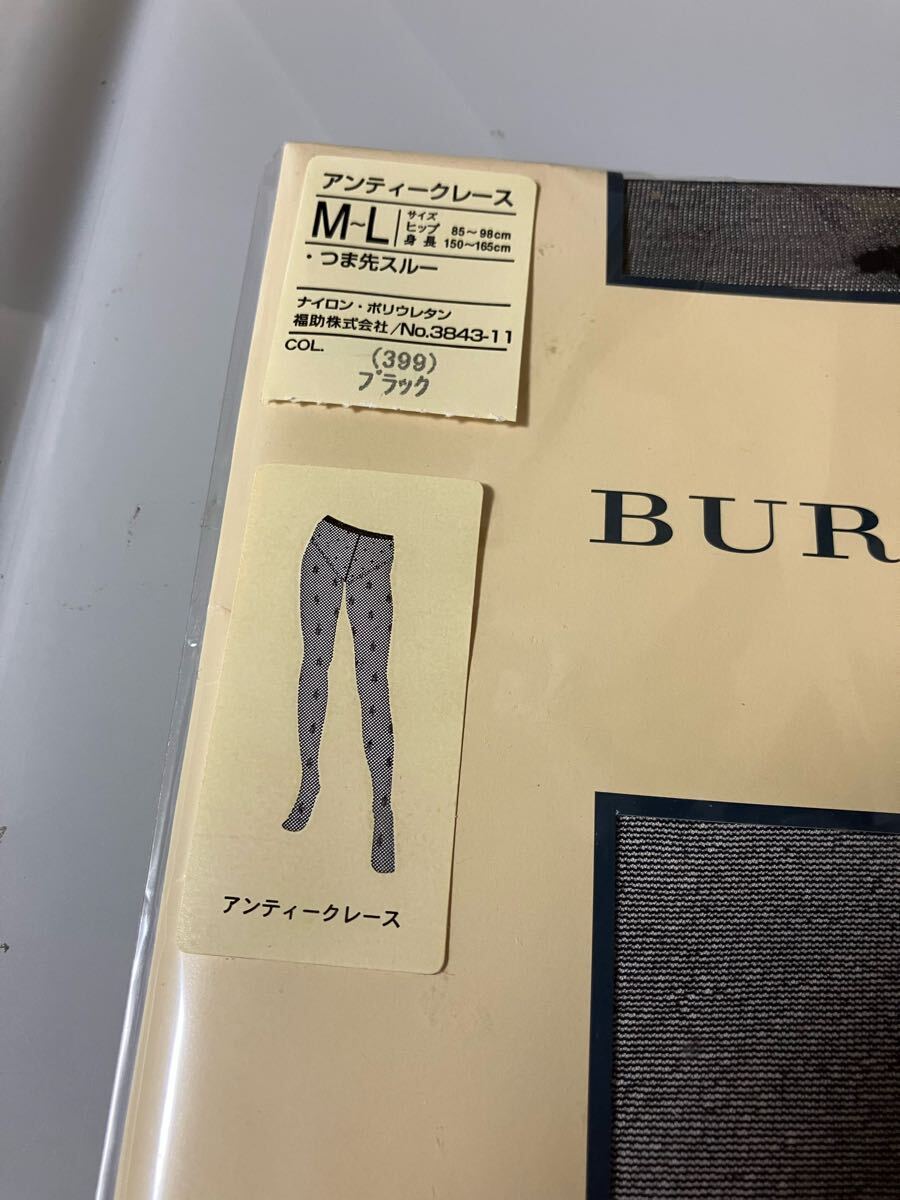 アンティークレース
M~L
サイズ
ヒップ 85~98cm
身長 150~165cm
・つま先スルー
ナイロン・ポリウレタン
福助株式会社/No.3843-11
COL.
(399)
ブラック
BUR
アンティークレース